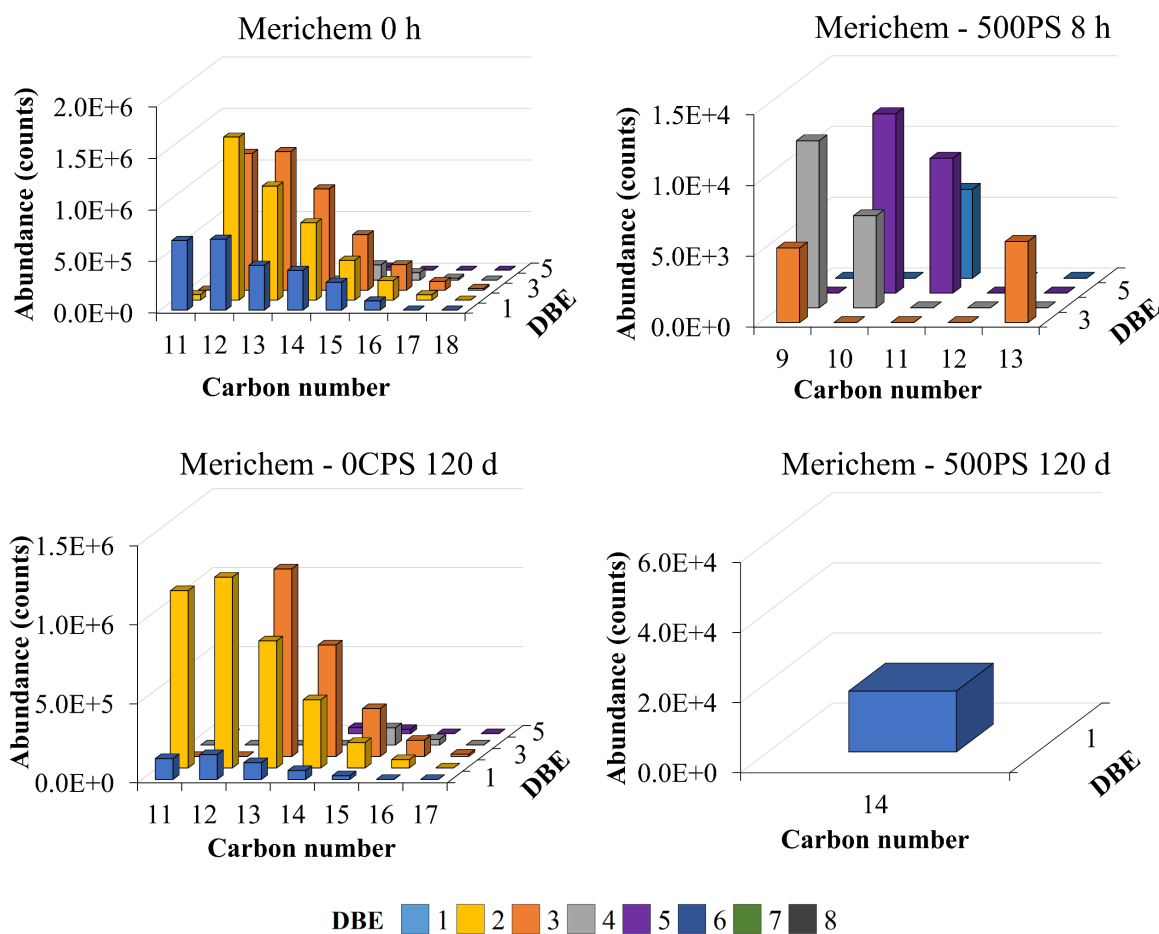 Merichem 0 h
Abundance (counts)
2.0E+6
1.5E+6
1.0E+6
5.0E+5
0.0E+0
11 12 13 14 15 16 17 18
Carbon number
1 3 5
DBE
Merichem - 500PS 8 h
Abundance (counts)
1.5E+4
1.0E+4
5.0E+3
0.0E+0
9 10 11 12 13
Carbon number
3 5
DBE
Merichem - 0CPS 120 d
Abundance (counts)
1.5E+6
1.0E+6
5.0E+5
0.0E+0
11 12 13 14 15 16 17
Carbon number
1 3 5
DBE
Merichem - 500PS 120 d
Abundance (counts)
6.0E+4
4.0E+4
2.0E+4
0.0E+0
14
Carbon number
1
DBE
DBE 1 2 3 4 5 6 7 8